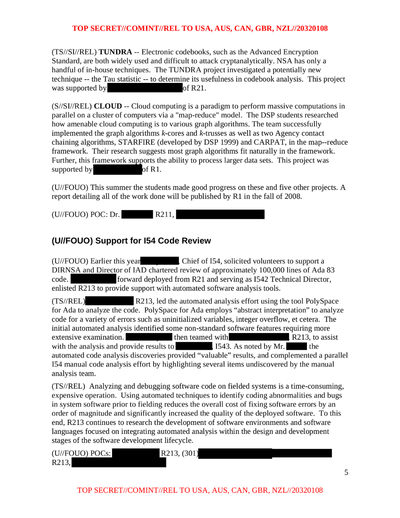 TOP SECRET//COMINT//REL TO USA, AUS, CAN, GBR, NZL//20320108
(TS//SI//REL) TUNDRA -- Electronic codebooks, such as the Advanced Encryption
Standard, are both widely used and difficult to attack cryptanalytically. NSA has only a
handful of in-house techniques. The TUNDRA project investigated a potentially new
technique -- the Tau statistic -- to determine its usefulness in codebook analysis. This project
was supported by of R21.
(S//SI//REL) CLOUD -- Cloud computing is a paradigm to perform massive computations in
parallel on a cluster of computers via a "map-reduce" model. The DSP students researched
how amenable cloud computing is to various graph algorithms. The team successfully
implemented the graph algorithms k-cores and k-trusses as well as two Agency contact
chaining algorithms, STARFIRE (developed by DSP 1999) and CARPAT, in the map--reduce
framework. Their research suggests most graph algorithms fit naturally in the framework.
Further, this framework supports the ability to process larger data sets. This project was
supported by of R1.
(U//FOUO) This summer the students made good progress on these and five other projects. A
report detailing all of the work done will be published by R1 in the fall of 2008.
(U//FOUO) POC: Dr. R211,
(U//FOUO) Support for I54 Code Review
(U//FOUO) Earlier this year , Chief of I54, solicited volunteers to support a
DIRNSA and Director of IAD chartered review of approximately 100,000 lines of Ada 83
code. forward deployed from R21 and serving as I542 Technical Director,
enlisted R213 to provide support with automated software analysis tools.
(TS//REL) R213, led the automated analysis effort using the tool PolySpace
for Ada to analyze the code. PolySpace for Ada employs "abstract interpretation" to analyze
code for a variety of errors such as uninitialized variables, integer overflow, et cetera. The
initial automated analysis identified some non-standard software features requiring more
extensive examination. then teamed with , R213, to assist
with the analysis and provide results to , I543. As noted by Mr. the
automated code analysis discoveries provided "valuable" results, and complemented a parallel
I54 manual code analysis effort by highlighting several items undiscovered by the manual
analysis team.
(TS//REL) Analyzing and debugging software code on fielded systems is a time-consuming,
expensive operation. Using automated techniques to identify coding abnormalities and bugs
in system software prior to fielding reduces the overall cost of fixing software errors by an
order of magnitude and significantly increased the quality of the deployed software. To this
end, R213 continues to research the development of software environments and software
languages focused on integrating automated analysis within the design and development
stages of the software development lifecycle.
(U//FOUO) POCs: R213, (301)
R213,
5
TOP SECRET//COMINT//REL TO USA, AUS, CAN, GBR, NZL//20320108